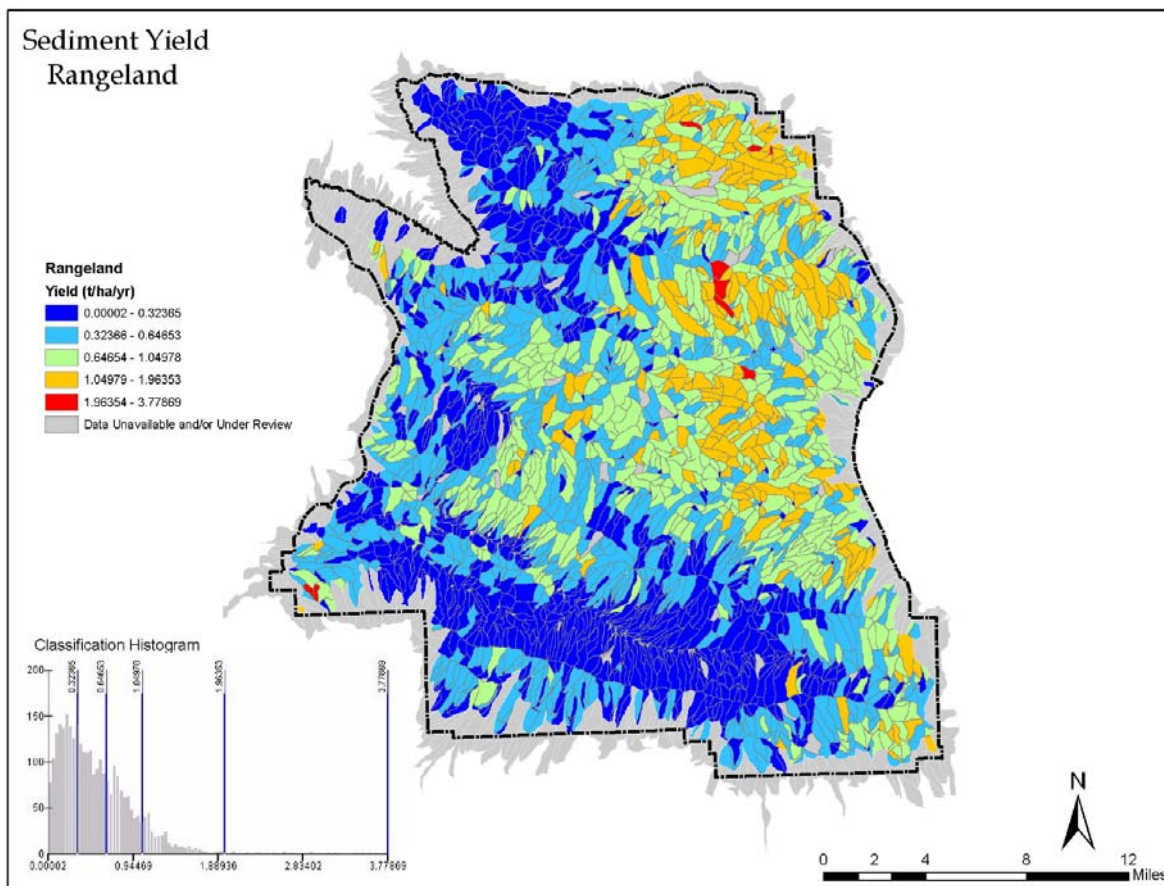 Sediment Yield
Rangeland
Rangeland
Yield (t/ha/yr)
0.00002 - 0.32365
0.32366 - 0.64653
0.64654 - 1.04978
1.04979 - 1.96353
1.96354 - 3.77869
Data Unavailable and/or Under Review
Classification Histogram
0.32365
0.64653
1.04978
1.96353
3.77869
200
150
100
50
0
0.00002
0.94469
1.88936
2.83402
3.77869
N
0 2 4 8 12
Miles